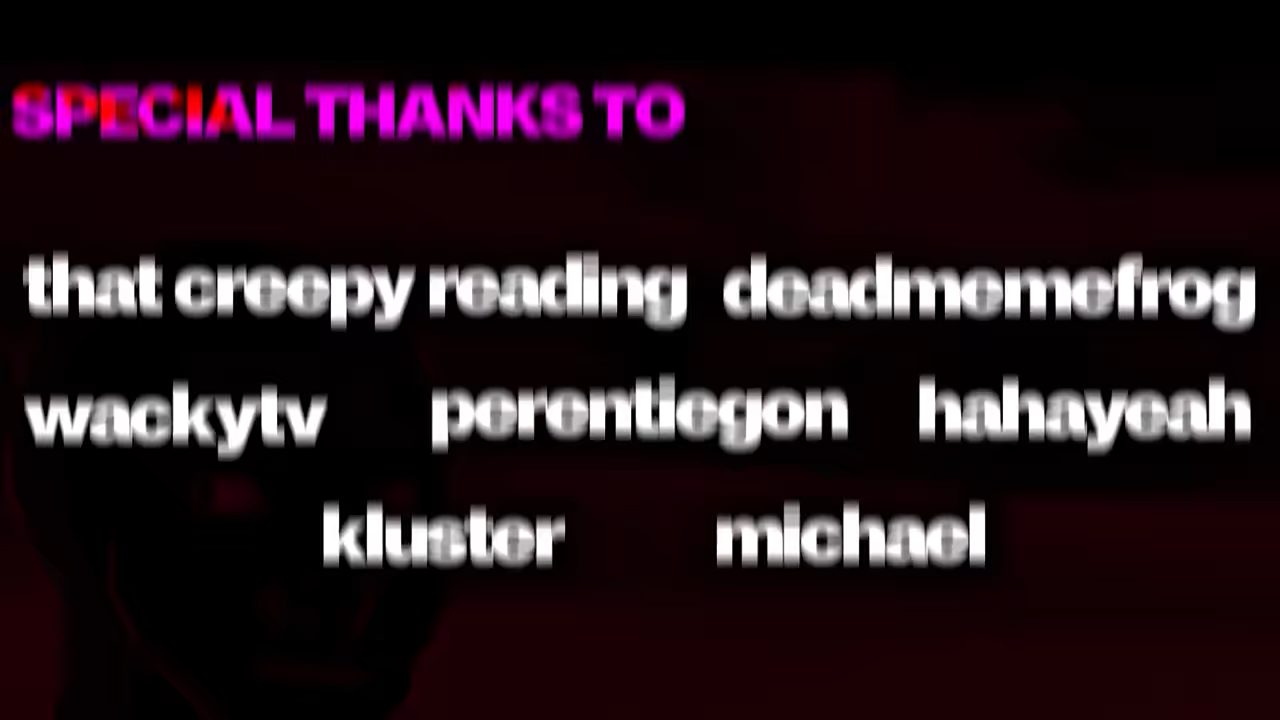 SPECIAL THANKS TO
that creepy reading deadmemefrog
wackytv perentiegon hahayeah
kluster michael